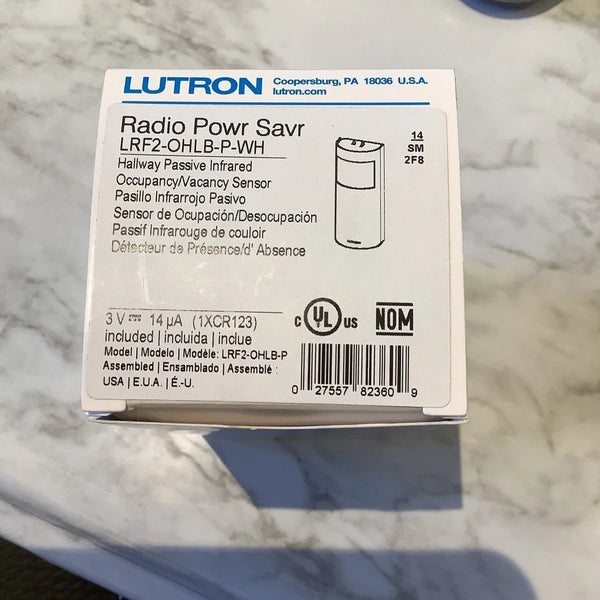 LUTRON
Coopersburg, PA 18036 U.S.A.
lutron.com
Radio Powr Savr
LRF2-OHLB-P-WH
Hallway Passive Infrared
Occupancy/Vacancy Sensor
Pasillo Infrarrojo Pasivo
Sensor de Ocupación/Desocupación
Passif Infrarouge de couloir
Détecteur de Présence/d' Absence
14
SM
2F8
LUTRON
3 V 14 µA (1XCR123)
included | incluida | inclue
Model | Modelo | Modèle: LRF2-OHLB-P
Assembled | Ensamblado | Assemblé :
USA | E.U.A. | É.-U.
C UL US
NOM
0 27557 82360 9